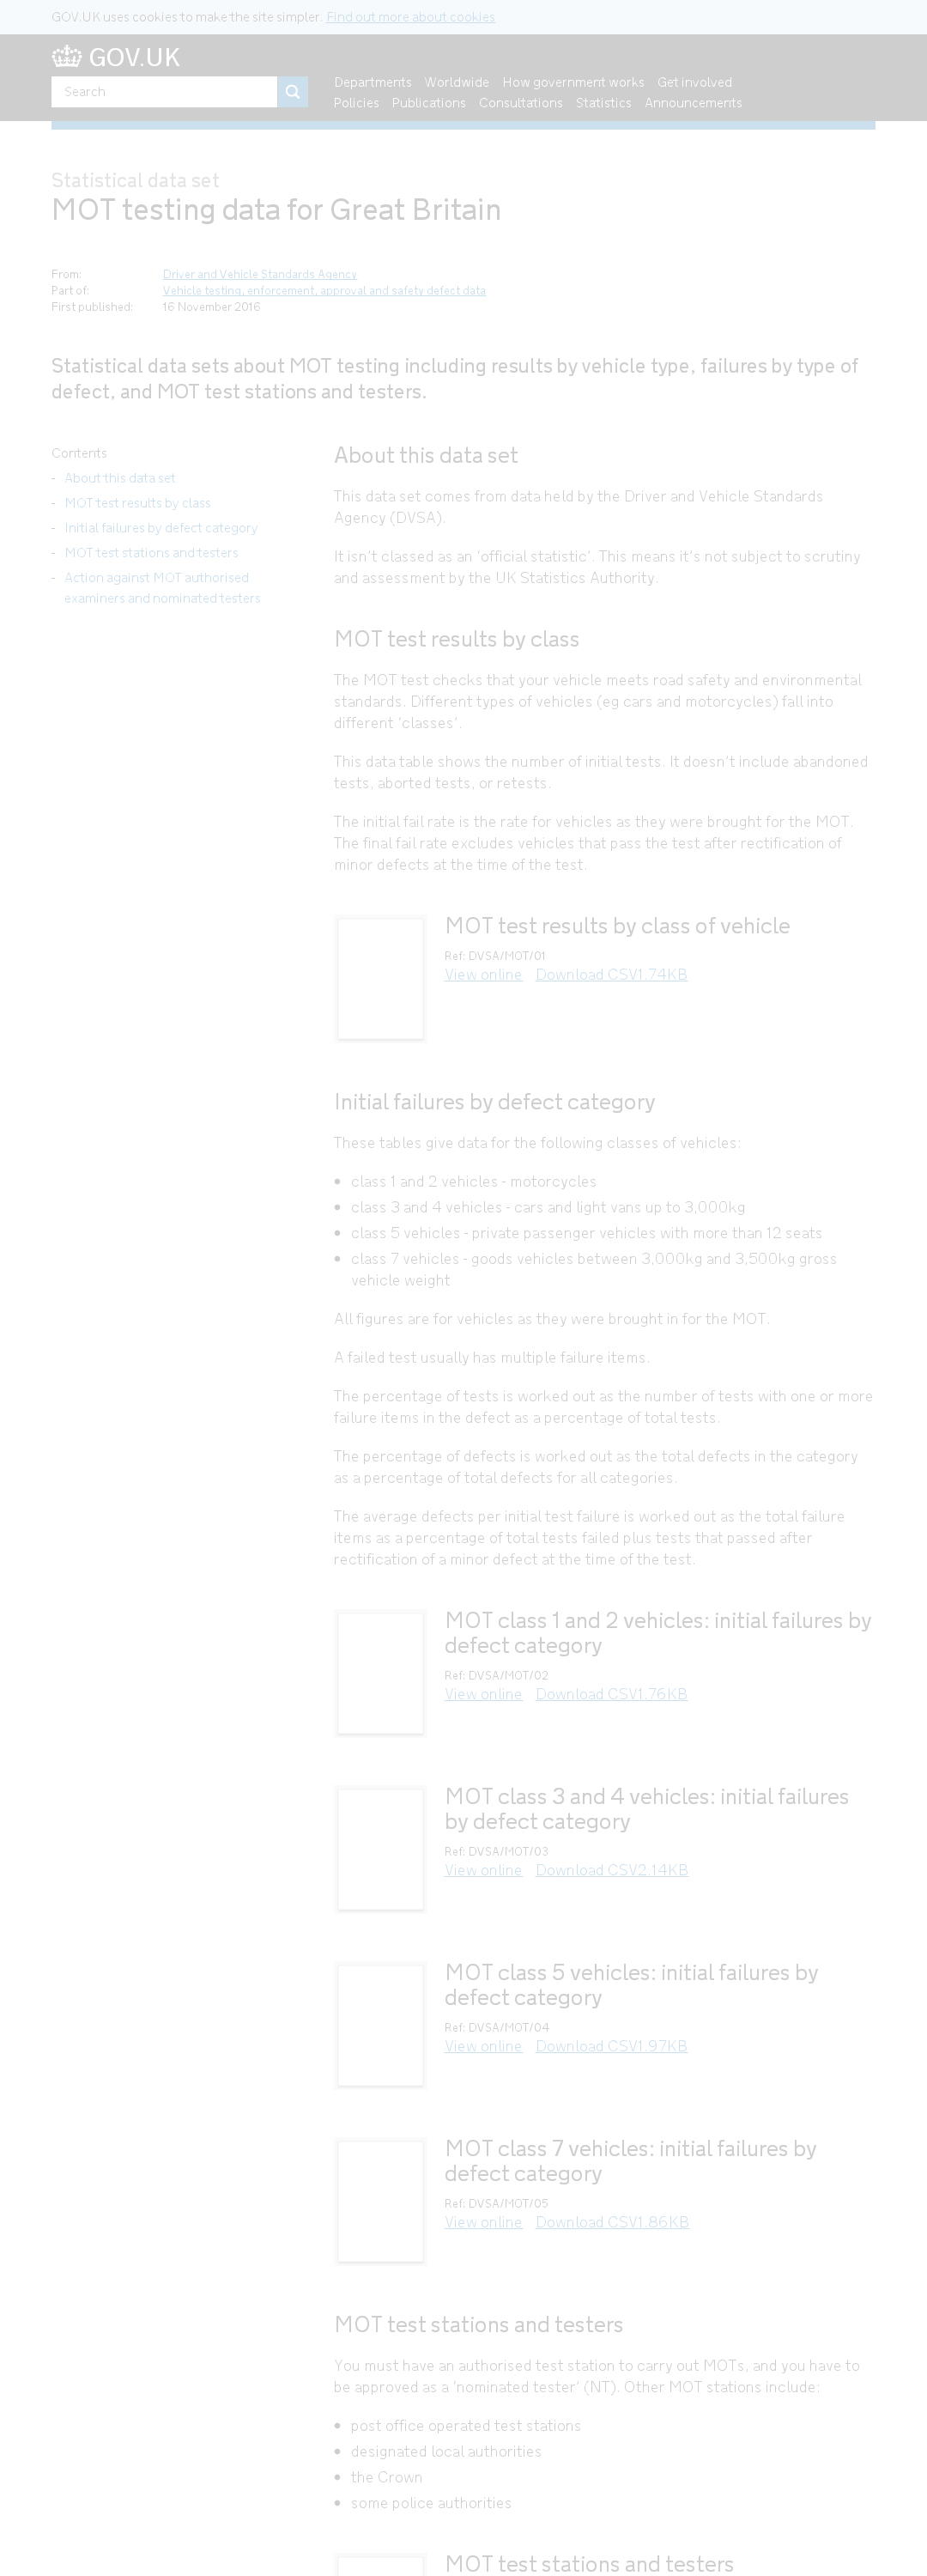 GOV.UK uses cookies to make the site simpler. Find out more about cookies
GOV.UK
Search
Departments Worldwide How government works Get involved
Policies Publications Consultations Statistics Announcements
Statistical data set
MOT testing data for Great Britain
From: Driver and Vehicle Standards Agency
Part of: Vehicle testing, enforcement, approval and safety defect data
First published: 16 November 2016
Statistical data sets about MOT testing including results by vehicle type, failures by type of
defect, and MOT test stations and testers.
Contents
- About this data set
- MOT test results by class
- Initial failures by defect category
- MOT test stations and testers
- Action against MOT authorised
examiners and nominated testers
About this data set
This data set comes from data held by the Driver and Vehicle Standards
Agency (DVSA).
It isn't classed as an 'official statistic'. This means it's not subject to scrutiny
and assessment by the UK Statistics Authority.
MOT test results by class
The MOT test checks that your vehicle meets road safety and environmental
standards. Different types of vehicles (eg cars and motorcycles) fall into
different 'classes'.
This data table shows the number of initial tests. It doesn't include abandoned
tests, aborted tests, or retests.
The initial fail rate is the rate for vehicles as they were brought for the MOT.
The final fail rate excludes vehicles that pass the test after rectification of
minor defects at the time of the test.
MOT test results by class of vehicle
Ref: DVSA/MOT/01
View online Download CSV1.74KB
Initial failures by defect category
These tables give data for the following classes of vehicles:
• class 1 and 2 vehicles - motorcycles
• class 3 and 4 vehicles - cars and light vans up to 3,000kg
• class 5 vehicles - private passenger vehicles with more than 12 seats
• class 7 vehicles - goods vehicles between 3,000kg and 3,500kg gross
vehicle weight
All figures are for vehicles as they were brought in for the MOT.
A failed test usually has multiple failure items.
The percentage of tests is worked out as the number of tests with one or more
failure items in the defect as a percentage of total tests.
The percentage of defects is worked out as the total defects in the category
as a percentage of total defects for all categories.
The average defects per initial test failure is worked out as the total failure
items as a percentage of total tests failed plus tests that passed after
rectification of a minor defect at the time of the test.
MOT class 1 and 2 vehicles: initial failures by
defect category
Ref: DVSA/MOT/02
View online Download CSV1.76KB
MOT class 3 and 4 vehicles: initial failures
by defect category
Ref: DVSA/MOT/03
View online Download CSV2.14KB
MOT class 5 vehicles: initial failures by
defect category
Ref: DVSA/MOT/04
View online Download CSV1.97KB
MOT class 7 vehicles: initial failures by
defect category
Ref: DVSA/MOT/05
View online Download CSV1.86KB
MOT test stations and testers
You must have an authorised test station to carry out MOTs, and you have to
be approved as a 'nominated tester' (NT). Other MOT stations include:
• post office operated test stations
• designated local authorities
• the Crown
• some police authorities
MOT test stations and testers